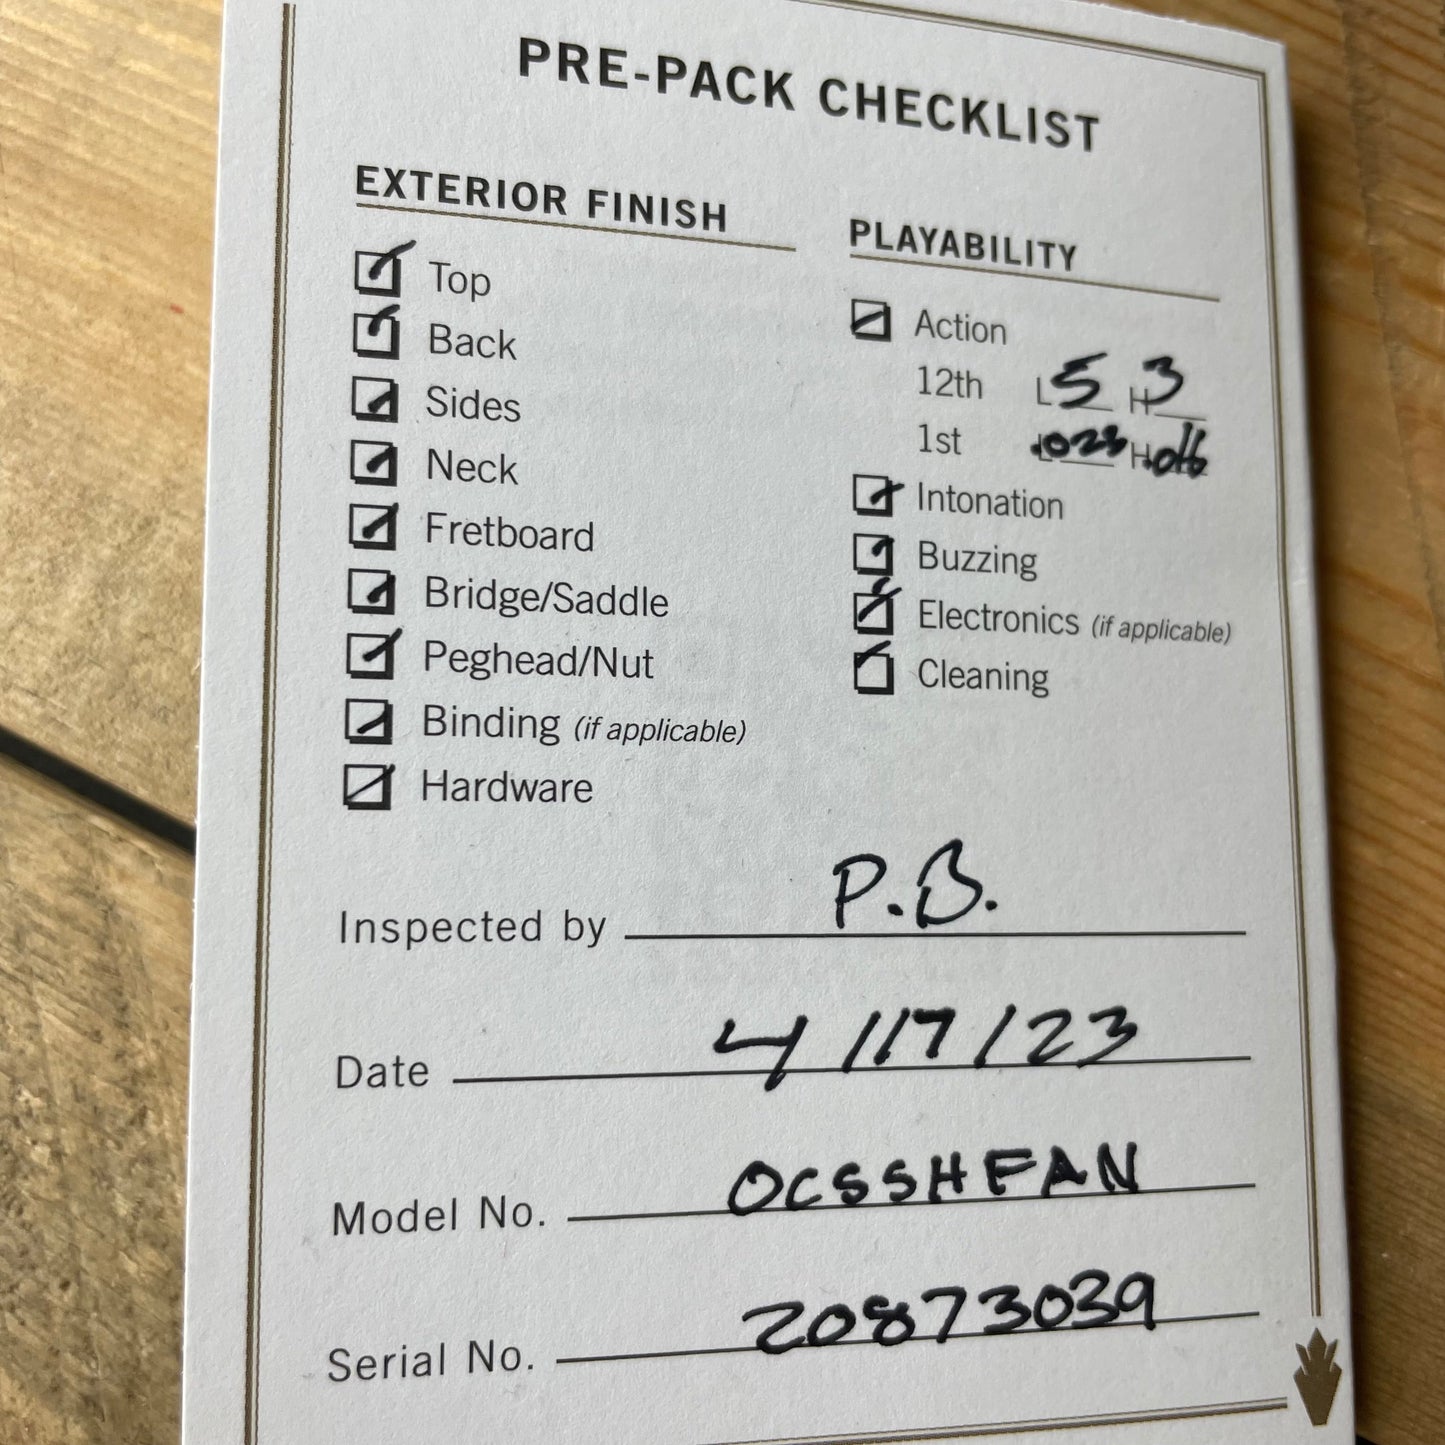 PRE-PACK CHECKLIST
EXTERIOR FINISH
Top
Back
Sides
Neck
Fretboard
Bridge/Saddle
Peghead/Nut
Binding (if applicable)
Hardware
PLAYABILITY
Action
12th L 5 H 3
1st L .023 H .016
Intonation
Buzzing
Electronics (if applicable)
Cleaning
Inspected by P.B.
Date 4/17/23
Model No. OCSSHFAN
Serial No. 20873039